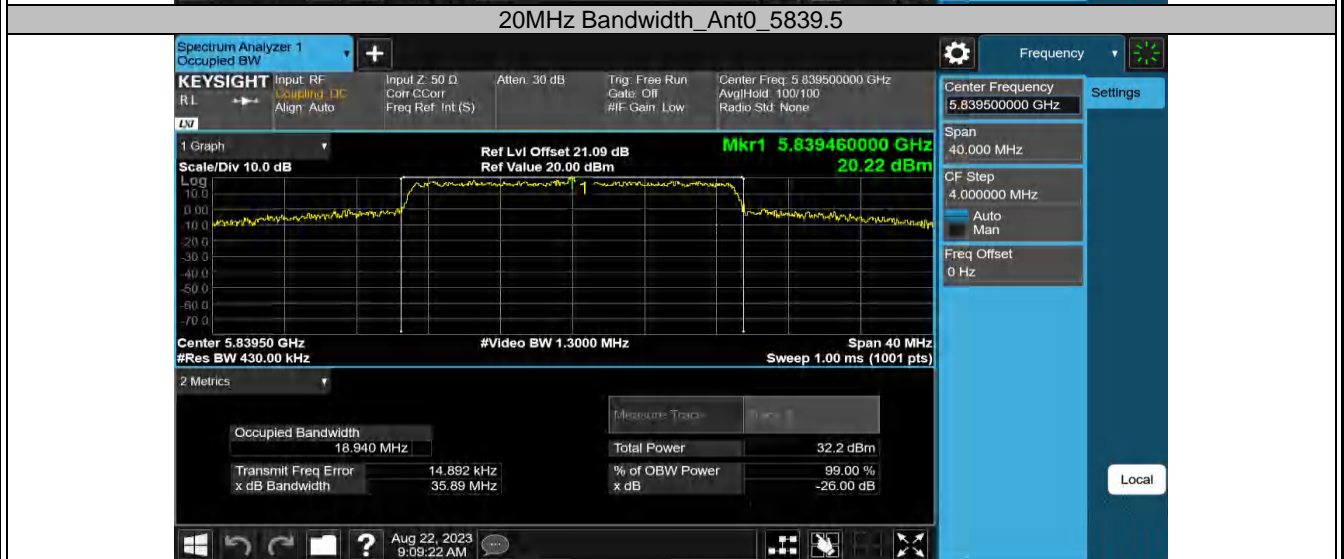 20MHz Bandwidth_Ant0_5839.5
Spectrum Analyzer 1
Occupied BW
+
Frequency
KEYSIGHT Input: RF Input Z: 50 Ω Atten: 30 dB Trig: Free Run Center Freq: 5.839500000 GHz
RL Coupling: DC Corr CCorr Gate: Off Avg|Hold: 100/100
Align: Auto Freq Ref: Int (S) #IF Gain: Low Radio Std: None
LXI
Center Frequency
5.839500000 GHz
Settings
Span
40.000 MHz
CF Step
4.000000 MHz
Auto
Man
Freq Offset
0 Hz
1 Graph
Ref Lvl Offset 21.09 dB
Mkr1 5.839460000 GHz
Scale/Div 10.0 dB
Ref Value 20.00 dBm
20.22 dBm
Log
10.0
0.00
-10.0
-20.0
-30.0
-40.0
-50.0
-60.0
-70.0
1
Center 5.83950 GHz #Video BW 1.3000 MHz Span 40 MHz
#Res BW 430.00 kHz Sweep 1.00 ms (1001 pts)
2 Metrics
Measure Trace Trace 1
Occupied Bandwidth
18.940 MHz
Total Power 32.2 dBm
Transmit Freq Error 14.892 kHz % of OBW Power 99.00 %
x dB Bandwidth 35.89 MHz x dB -26.00 dB
Local
? Aug 22, 2023
9:09:22 AM